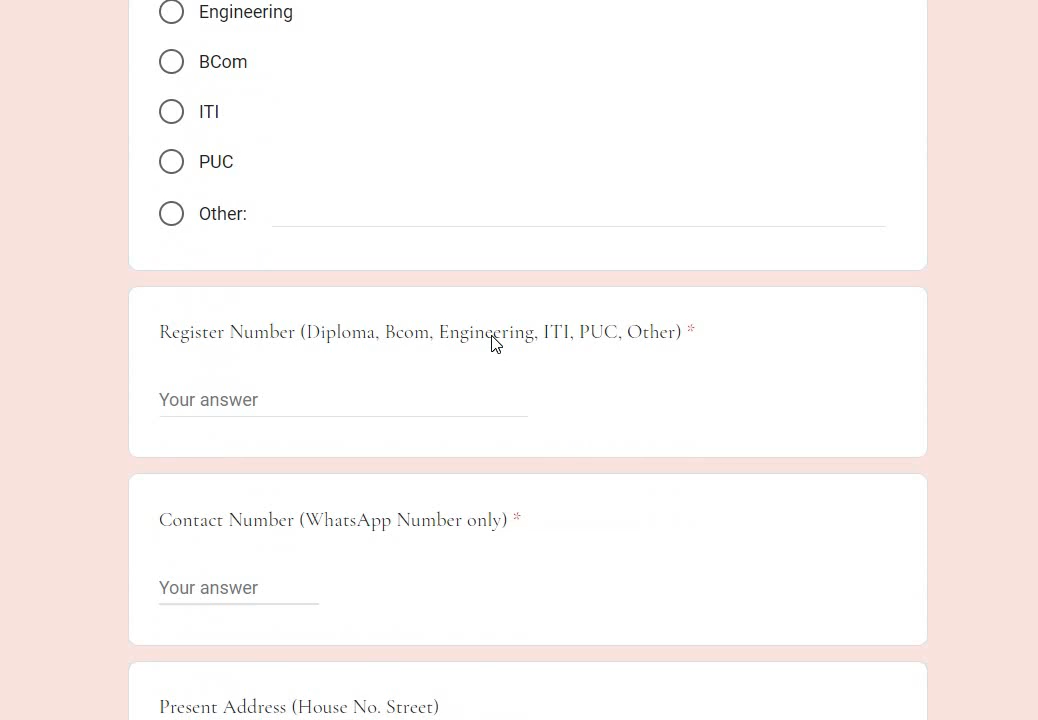 Engineering
BCom
ITI
PUC
Other:
Register Number (Diploma, Bcom, Engineering, ITI, PUC, Other) *
Your answer
Contact Number (WhatsApp Number only) *
Your answer
Present Address (House No. Street)